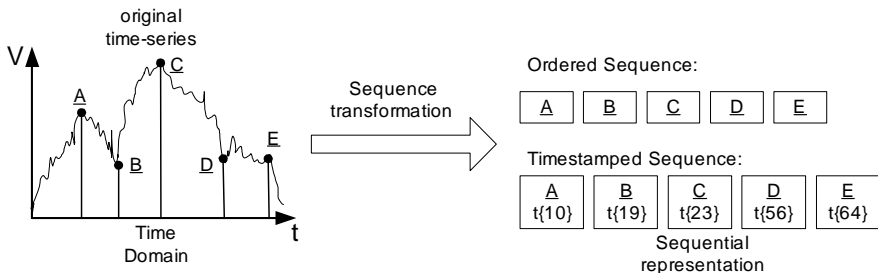 original
time-series
V
A
B
C
D
E
t
Time
Domain
Sequence
transformation
Ordered Sequence:
A B C D E
Timestamped Sequence:
A B C D E
t{10} t{19} t{23} t{56} t{64}
Sequential
representation